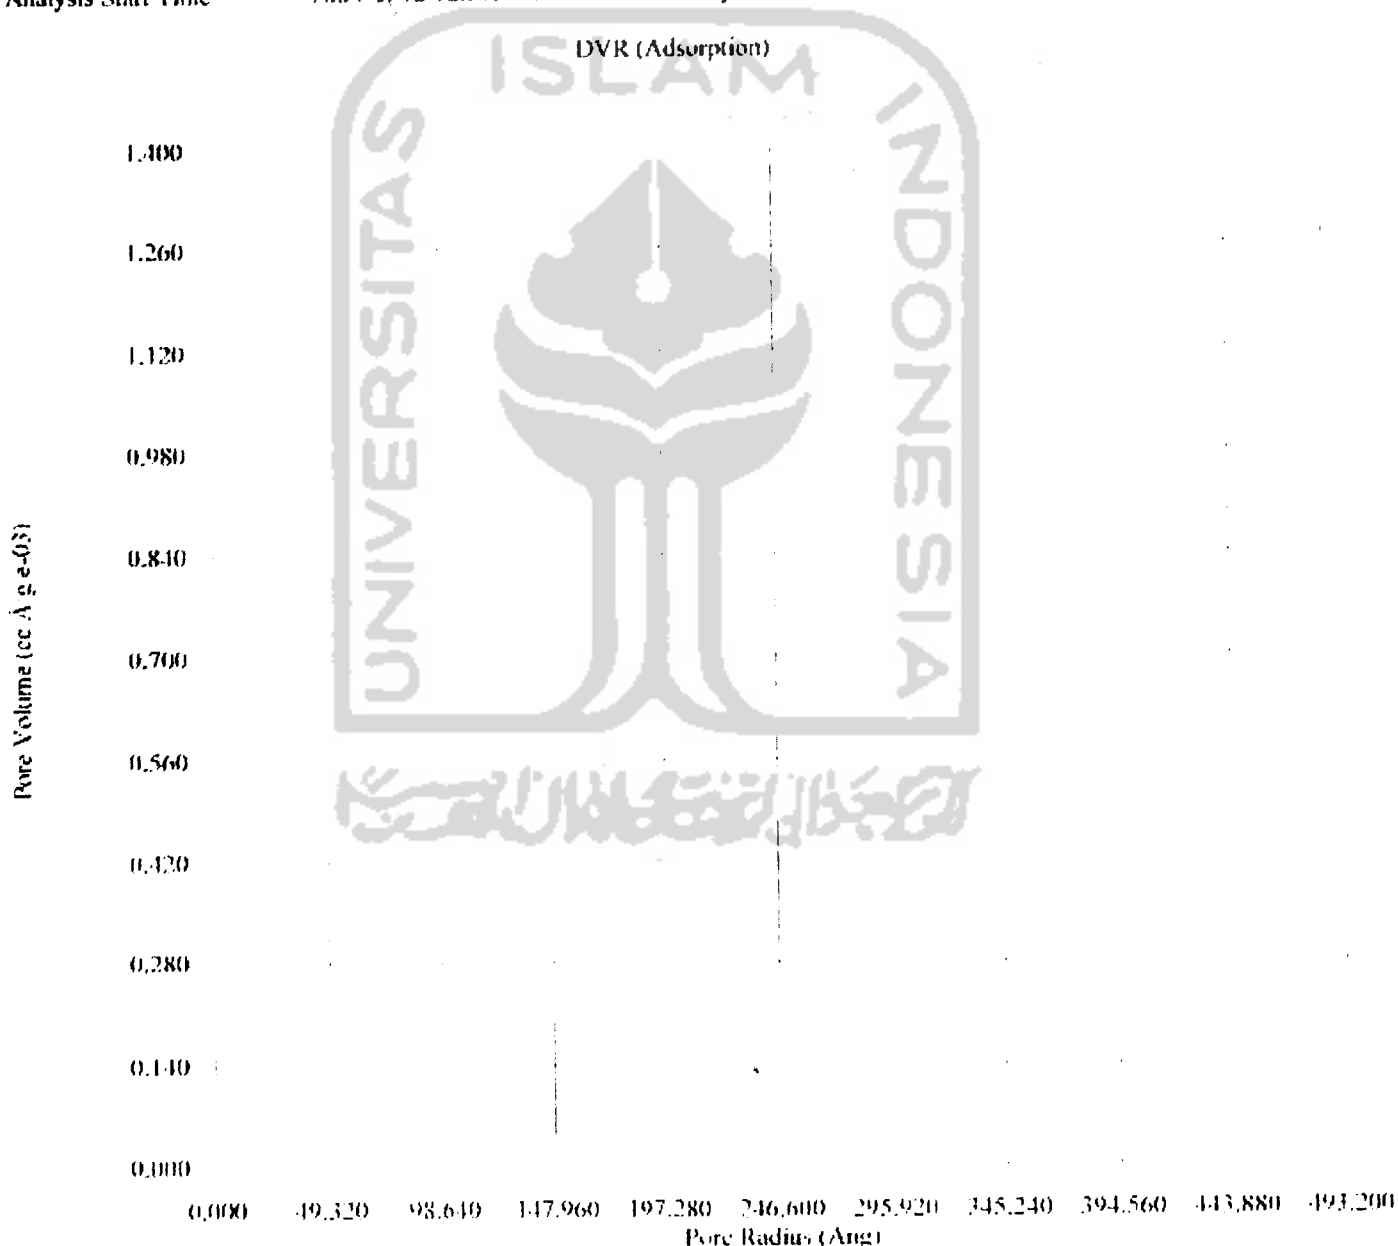 Analysis Start Time
DVR (Adsorption)
ISLAM
UNIVERSITAS
INDONESIA
1.400
1.260
1.120
0.980
0.840
0.700
0.560
0.420
0.280
0.140
0.000
Pore Volume (cc Å g e-03)
0.000 49.320 98.640 147.960 197.280 246.600 295.920 345.240 394.560 443.880 493.200
Pore Radius (Ang)